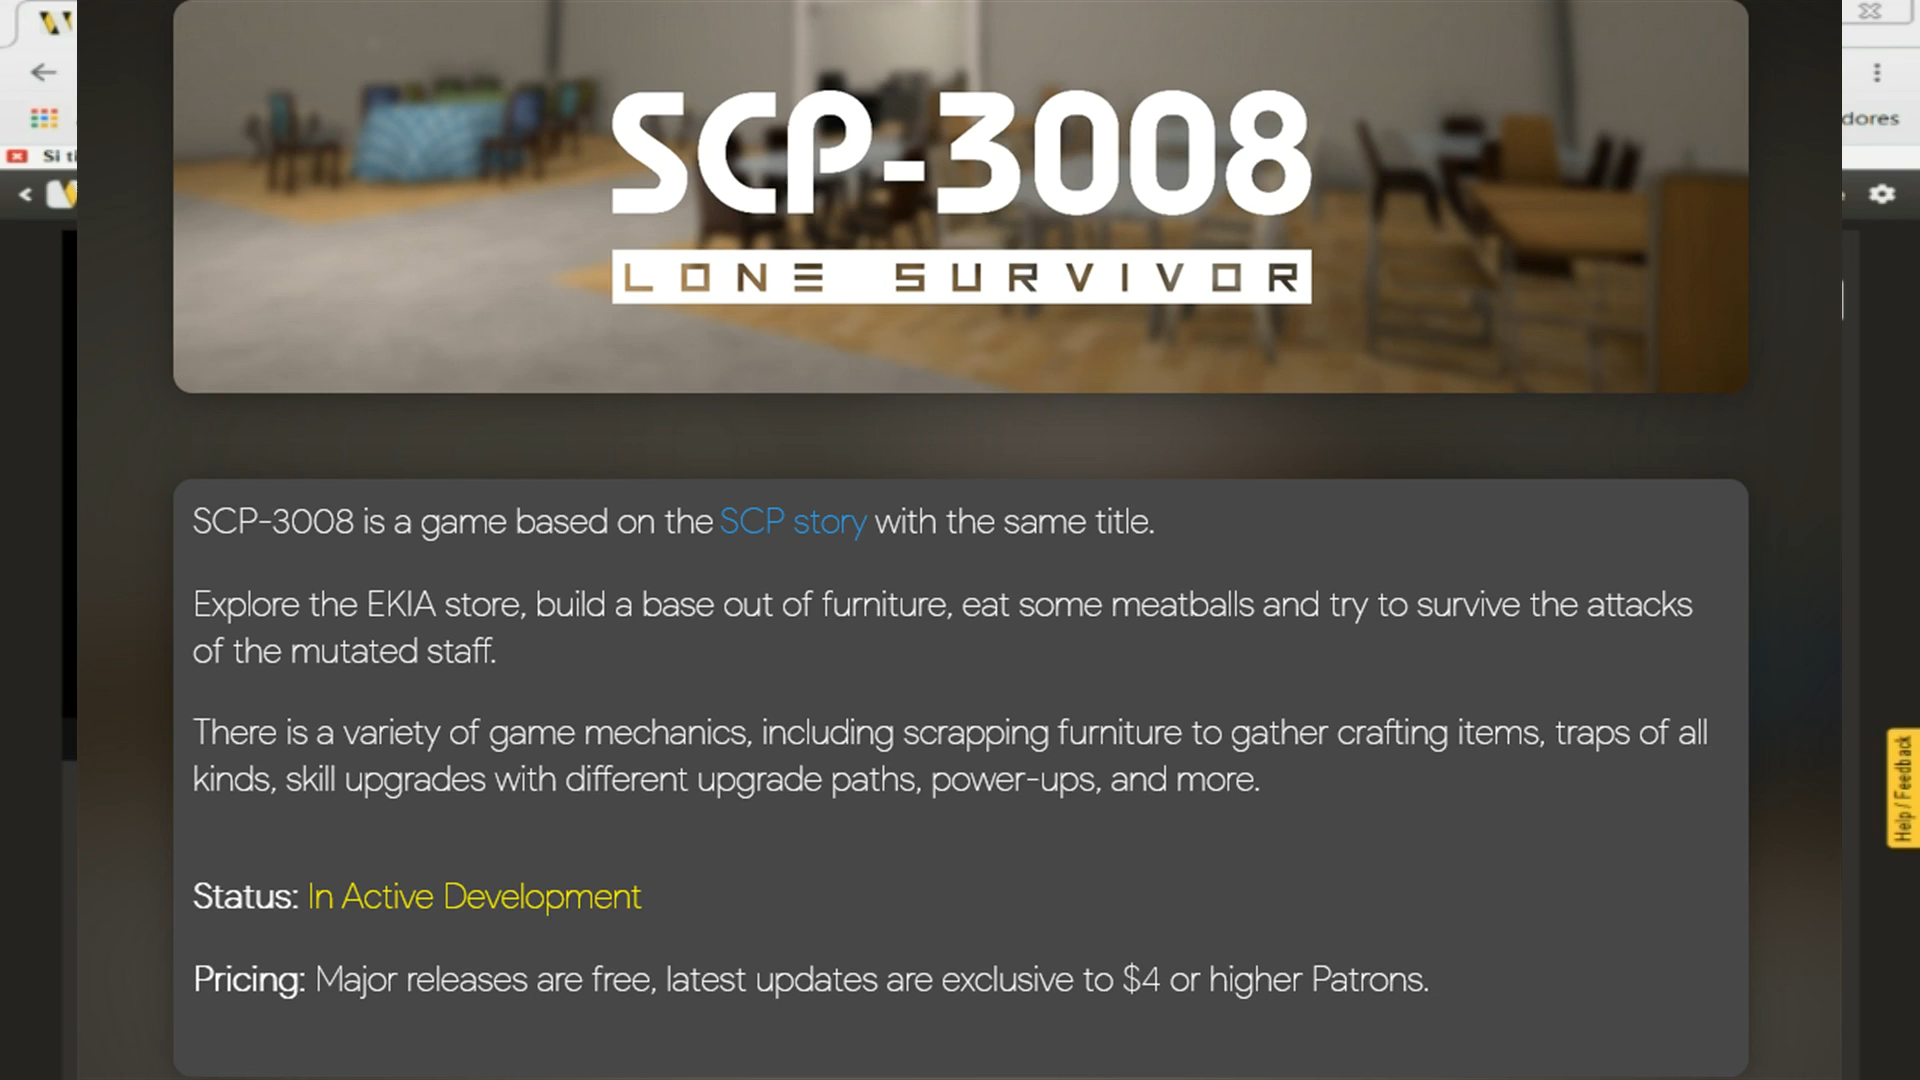 SCP-3008
LONE SURVIVOR
Si ti
dores
SCP-3008 is a game based on the SCP story with the same title.
Explore the EKIA store, build a base out of furniture, eat some meatballs and try to survive the attacks
of the mutated staff.
There is a variety of game mechanics, including scrapping furniture to gather crafting items, traps of all
kinds, skill upgrades with different upgrade paths, power-ups, and more.
Help / Feedback
Status: In Active Development
Pricing: Major releases are free, latest updates are exclusive to $4 or higher Patrons.